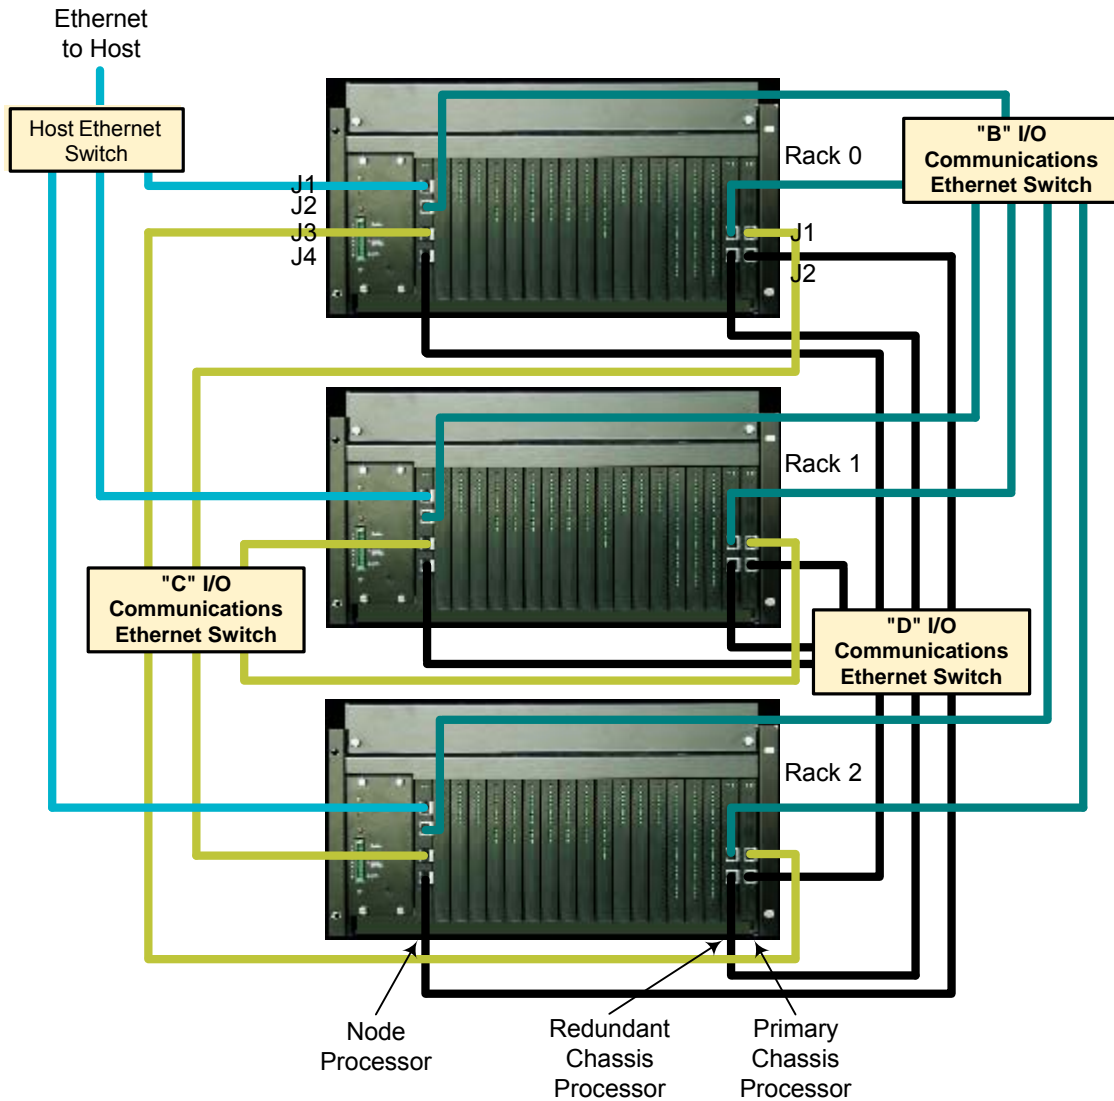 Ethernet
to Host
Host Ethernet
Switch
Rack 0
"B" I/O
Communications
Ethernet Switch
J1
J2
J3
J4
J1
J2
Rack 1
"C" I/O
Communications
Ethernet Switch
"D" I/O
Communications
Ethernet Switch
Rack 2
Node
Processor
Redundant
Chassis
Processor
Primary
Chassis
Processor